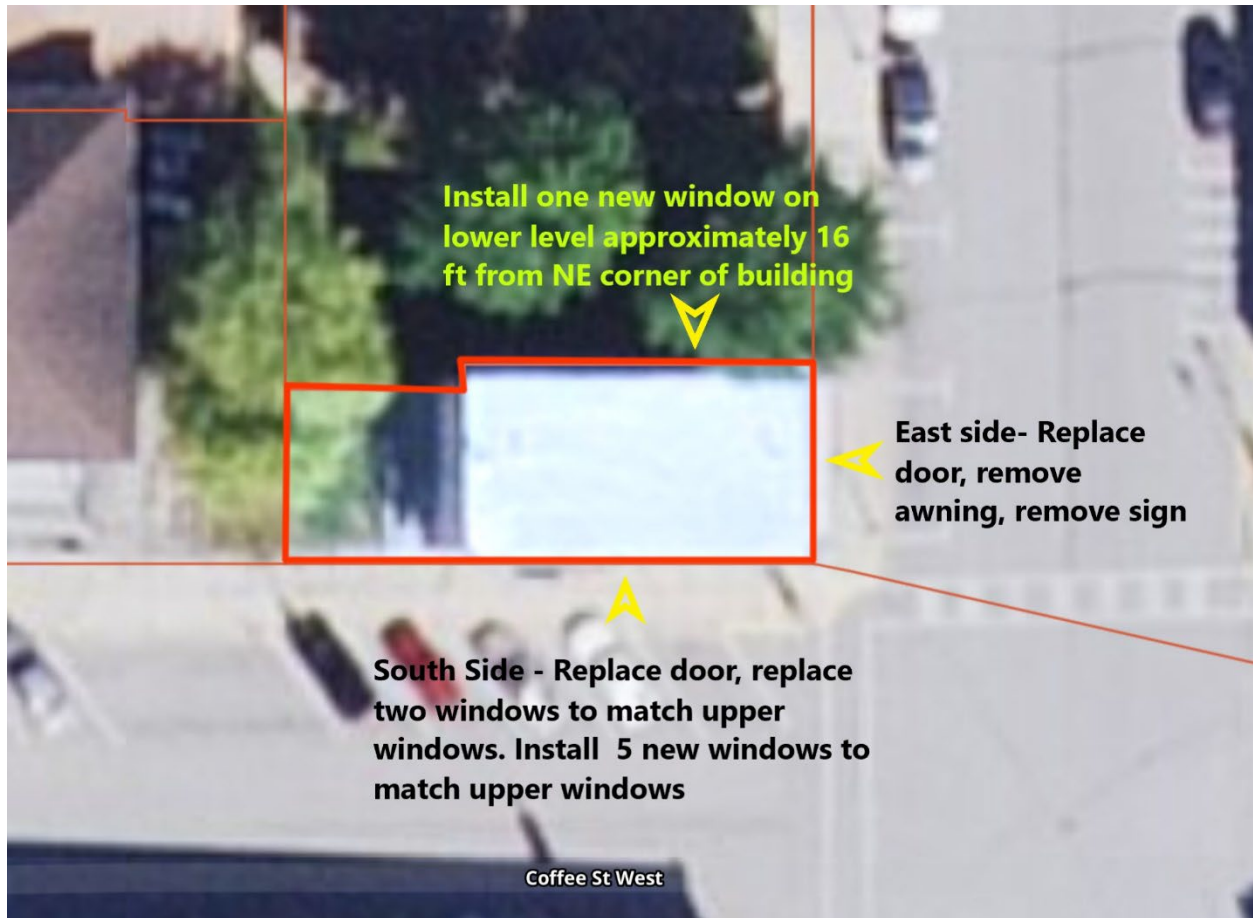 Install one new window on
lower level approximately 16
ft from NE corner of building
East side- Replace
door, remove
awning, remove sign
South Side - Replace door, replace
two windows to match upper
windows. Install  5 new windows to
match upper windows
Coffee St West